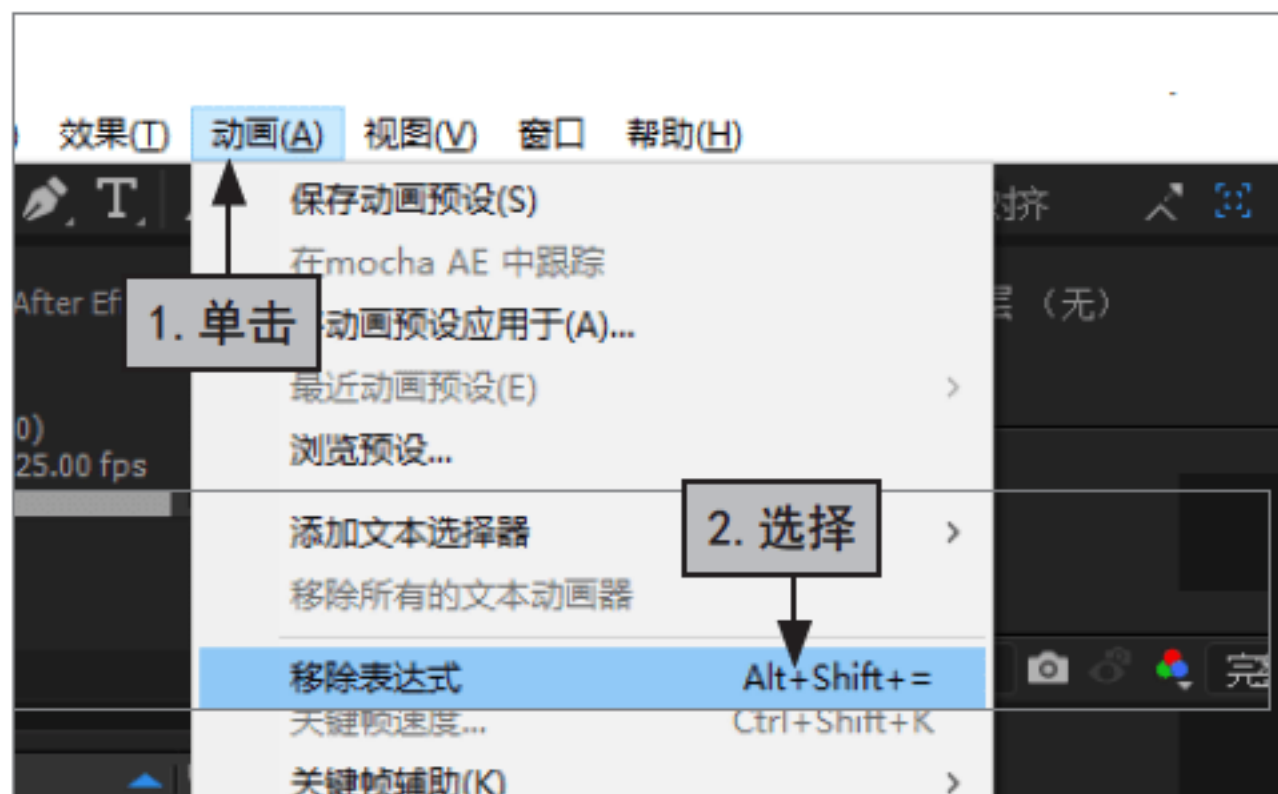 效果(T) 动画(A) 视图(V) 窗口 帮助(H)
T
保存动画预设(S)
对齐
在mocha AE 中跟踪
After Ef
1. 单击
动画预设应用于(A)...
层 (无)
最近动画预设(E)
0)
25.00 fps
浏览预设...
添加文本选择器
2. 选择
移除所有的文本动画器
移除表达式 Alt+Shift+=
完整
关键帧速度... Ctrl+Shift+K
关键帧辅助(K)